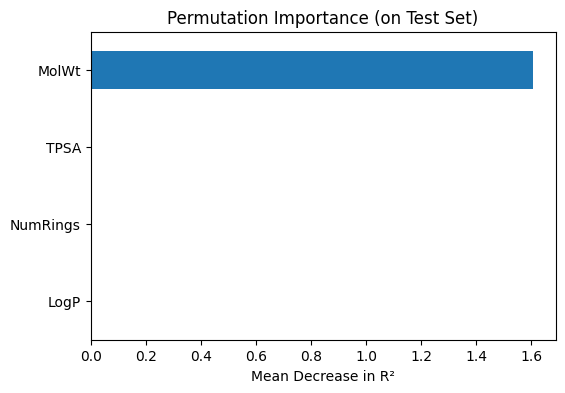 Permutation Importance (on Test Set)
MolWt
TPSA
NumRings
LogP
0.0 0.2 0.4 0.6 0.8 1.0 1.2 1.4 1.6
Mean Decrease in R²